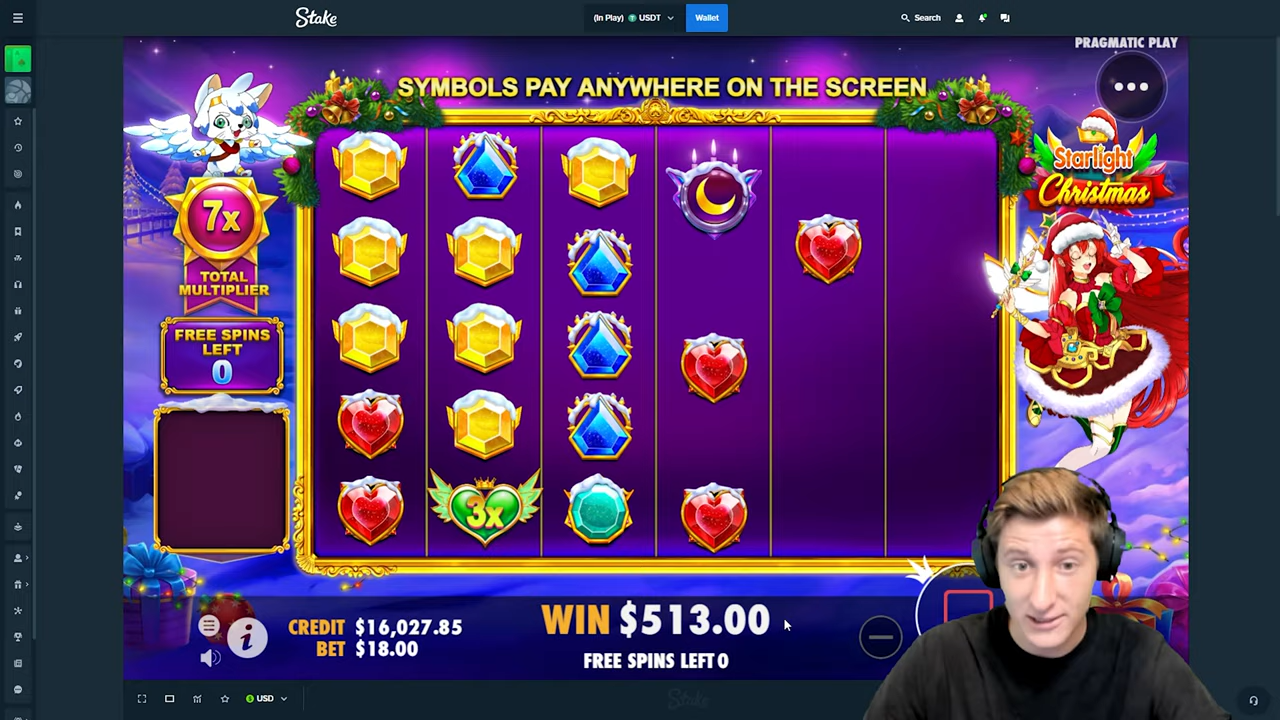 Stake
(In Play) USDT
Wallet
Search
PRAGMATIC PLAY
SYMBOLS PAY ANYWHERE ON THE SCREEN
Starlight
Christmas
7x
TOTAL
MULTIPLIER
FREE SPINS
LEFT
0
3x
CREDIT $16,027.85
BET $18.00
WIN $513.00
FREE SPINS LEFT 0
USD
Stake